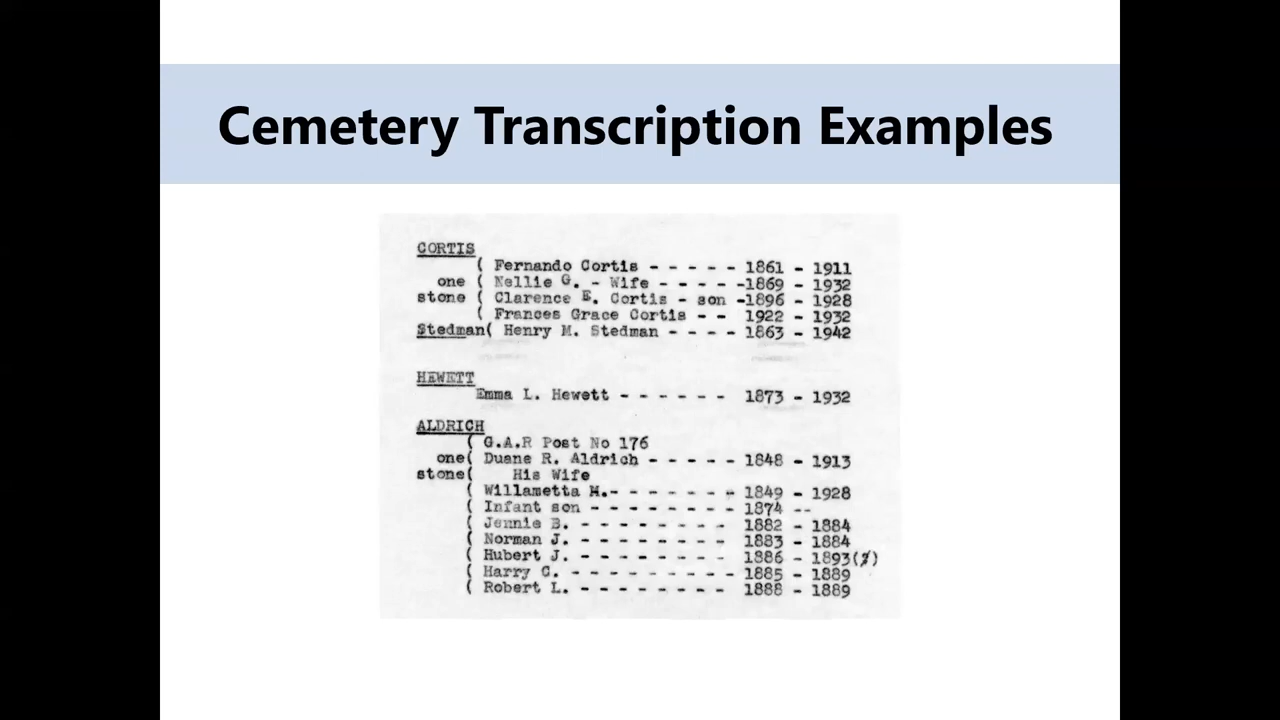 Cemetery Transcription Examples
CORTIS
( Fernando Cortis - - - - - 1861 - 1911
one ( Nellie G. - Wife - - - - -1869 - 1932
stone ( Clarence E. Cortis - son -1896 - 1928
( Frances Grace Cortis - - 1922 - 1932
Stedman( Henry M. Stedman - - - - 1863 - 1942
HEWETT
Emma L. Hewett - - - - - - 1873 - 1932
ALDRICH
( G.A.R Post No 176
one( Duane R. Aldrich - - - - - 1848 - 1913
stone( His Wife
( Willametta M.- - - - - - - - 1849 - 1928
( Infant son - - - - - - - - 1874 --
( Jennie B. - - - - - - - - 1882 - 1884
( Norman J. - - - - - - - - 1883 - 1884
( Hubert J. - - - - - - - - 1886 - 1893
( Harry C. - - - - - - - - - 1885 - 1889
( Robert L. - - - - - - - - 1888 - 1889